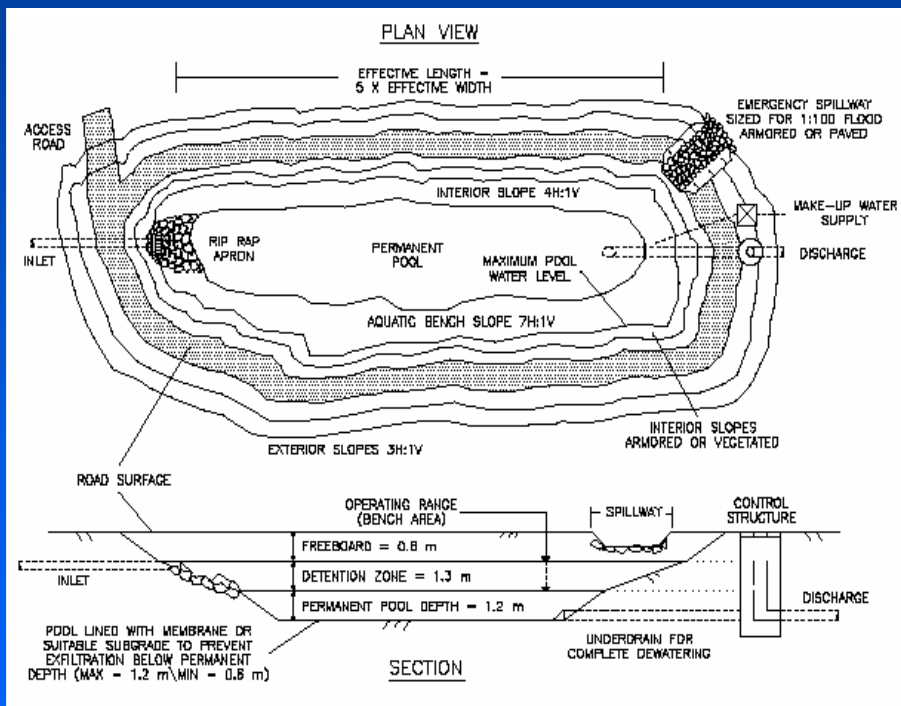 PLAN VIEW
EFFECTIVE LENGTH =
5 X EFFECTIVE WIDTH
ACCESS
ROAD
EMERGENCY SPILLWAY
SIZED FOR 1:100 FLOOD
ARMORED OR PAVED
INTERIOR SLOPE 4H:1V
MAKE-UP WATER
SUPPLY
RIP RAP
APRON
PERMANENT
POOL
MAXIMUM POOL
WATER LEVEL
INLET
DISCHARGE
AQUATIC BENCH SLOPE 7H:1V
INTERIOR SLOPES
ARMORED OR VEGETATED
EXTERIOR SLOPES 3H:1V
ROAD SURFACE
OPERATING RANGE
(BENCH AREA)
SPILLWAY
CONTROL
STRUCTURE
FREEBOARD = 0.6 m
INLET
DETENTION ZONE = 1.3 m
PERMANENT POOL DEPTH = 1.2 m
DISCHARGE
POOL LINED WITH MEMBRANE OR
SUITABLE SUBGRADE TO PREVENT
EXFILTRATION BELOW PERMANENT
DEPTH (MAX = 1.2 m\MIN = 0.6 m)
UNDERDRAIN FOR
COMPLETE DEWATERING
SECTION